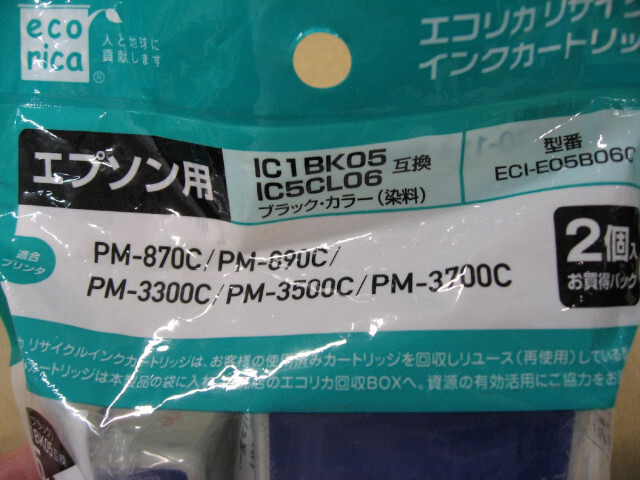 eco
rica
®
人と地球に
貢献します
エコリカ リサイク
インクカートリッ
エプソン用
IC1BK05
IC5CL06
互換
ブラック・カラー(染料)
型番
ECI-E05B06C
適合
プリンタ
PM-870C/PM-890C/
PM-3300C/PM-3500C/PM-3700C
2個入
お買得パック
カ リサイクルインクカートリッジは、お客様の使用済みカートリッジを回収しリユース(再使用)している
カートリッジは本製品の袋に入れ
店のエコリカ回収BOXへ。資源の有効活用にご協力をお